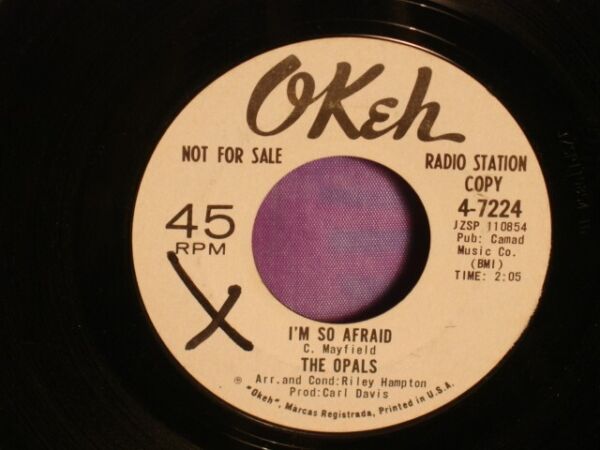 OKeh
NOT FOR SALE
RADIO STATION
COPY
4-7224
JZSP 110854
Pub: Camad
Music Co.
(BMI)
TIME: 2:05
45
RPM
X
I'M SO AFRAID
C. Mayfield
THE OPALS
Arr.and Cond:Riley Hampton
Prod:Carl Davis
℗ "Okeh", Marcas Registrada, Printed in U.S.A.